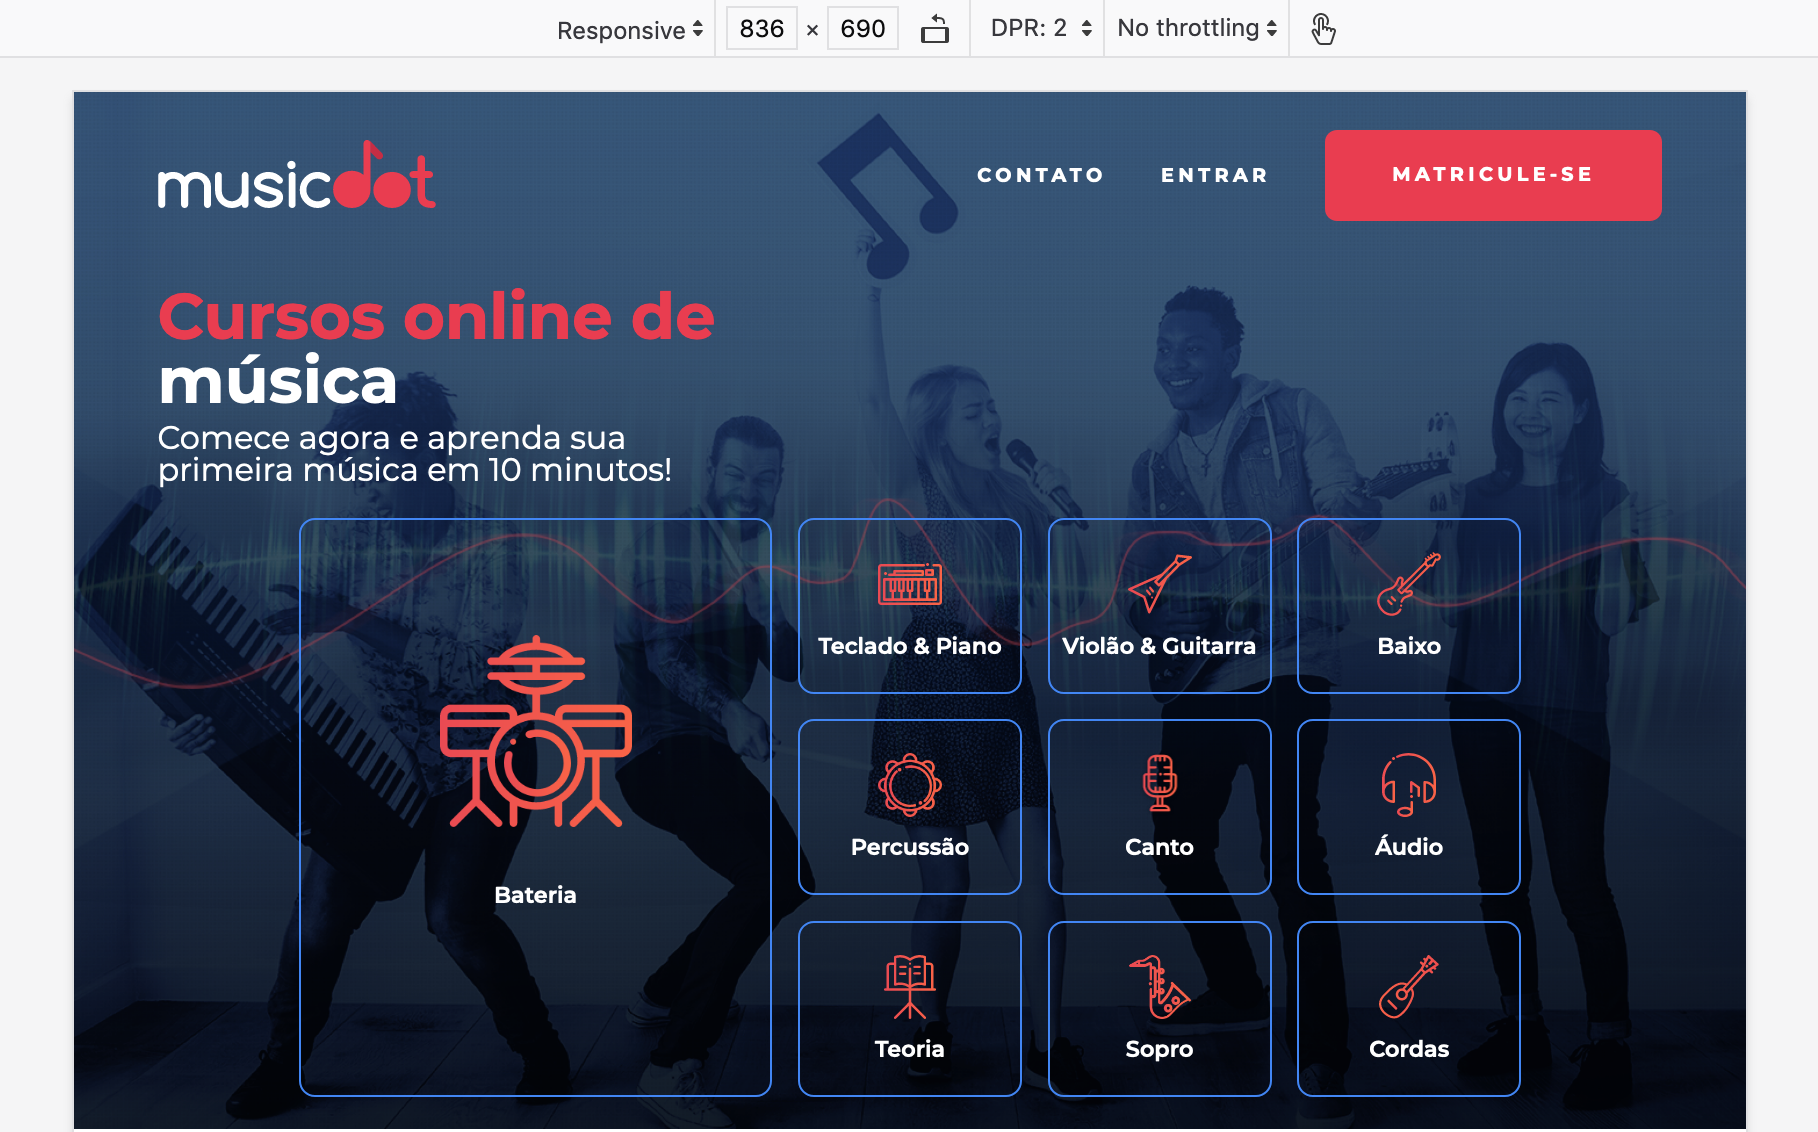 Responsive 836 × 690 DPR: 2 No throttling
musicdot CONTATO ENTRAR MATRICULE-SE
Cursos online de
música
Comece agora e aprenda sua
primeira música em 10 minutos!
Bateria
Teclado & Piano Violão & Guitarra Baixo
Percussão Canto Áudio
Teoria Sopro Cordas